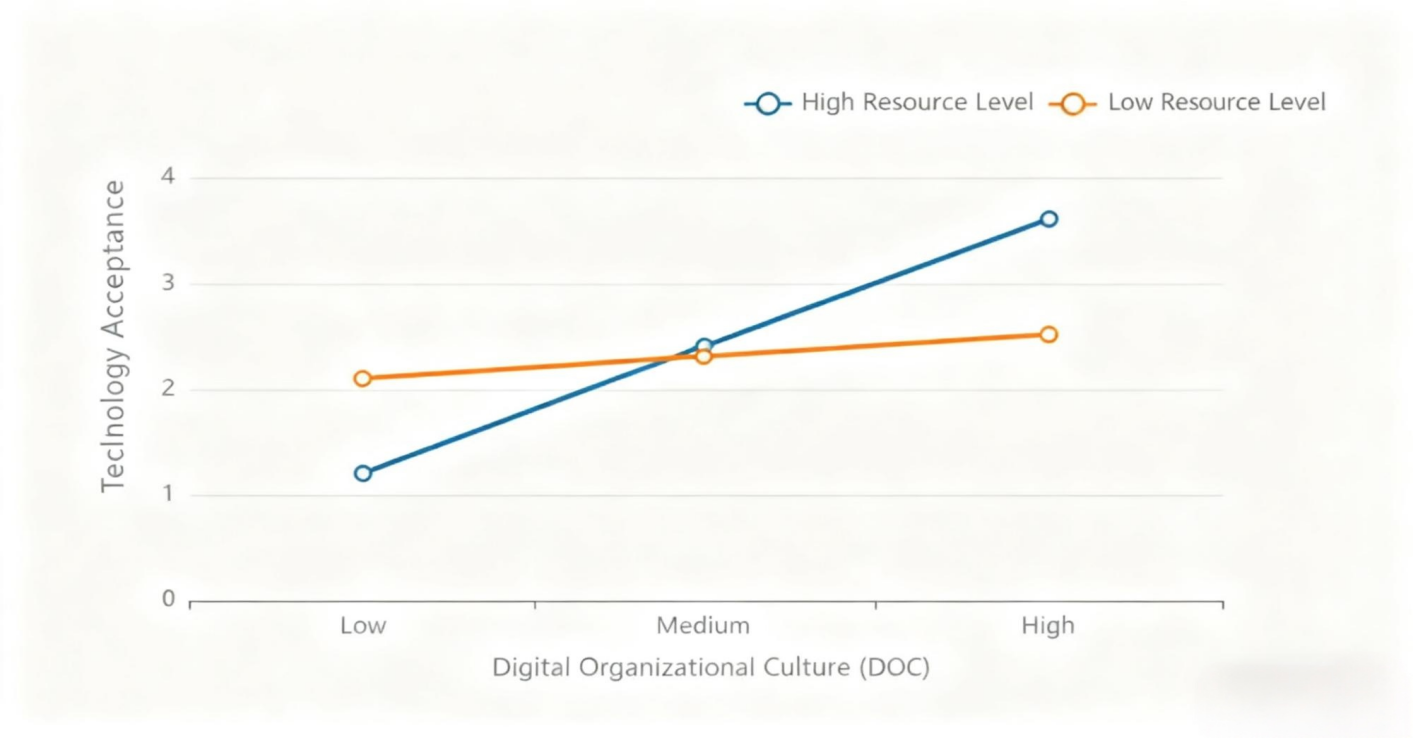 High Resource Level Low Resource Level
Teclnology Acceptance
4
3
2
1
0
Low Medium High
Digital Organizational Culture (DOC)